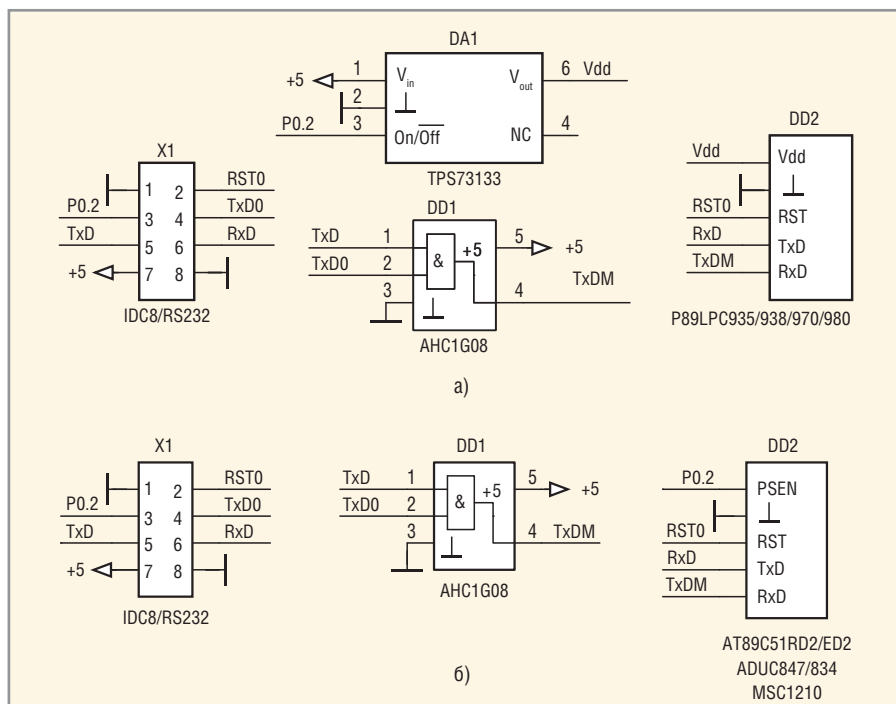 DA1
+5 1 V_in V_out 6 Vdd
2
P0.2 3 On/Off NC 4
TPS73133
X1
1 2 RST0
P0.2 3 4 TxD0
TxD 5 6 RxD
+5 7 8
IDC8/RS232
DD1
TxD 1 & +5 5 +5
TxD0 2
3 4 TxDM
AHC1G08
DD2
Vdd Vdd
RST0 RST
RxD TxD
TxDM RxD
P89LPC935/938/970/980
а)
X1
1 2 RST0
P0.2 3 4 TxD0
TxD 5 6 RxD
+5 7 8
IDC8/RS232
DD1
TxD 1 & +5 5 +5
TxD0 2
3 4 TxDM
AHC1G08
DD2
P0.2 PSEN
RST0 RST
RxD TxD
TxDM RxD
AT89C51RD2/ED2
ADUC847/834
MSC1210
б)